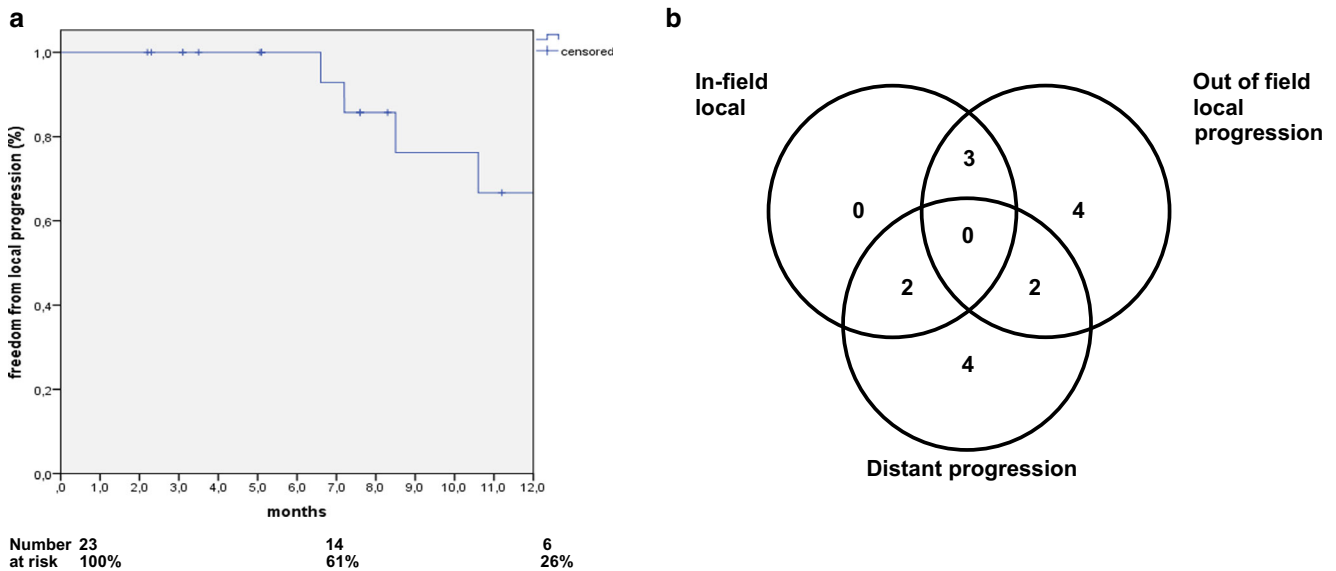 a
censored
freedom from local progression (%)
1,0
0,8
0,6
0,4
0,2
0,0
,0 1,0 2,0 3,0 4,0 5,0 6,0 7,0 8,0 9,0 10,0 11,0 12,0
months
Number 23 14 6
at risk 100% 61% 26%
b
In-field
local
Out of field
local
progression
3
0
4
0
2
2
4
Distant progression